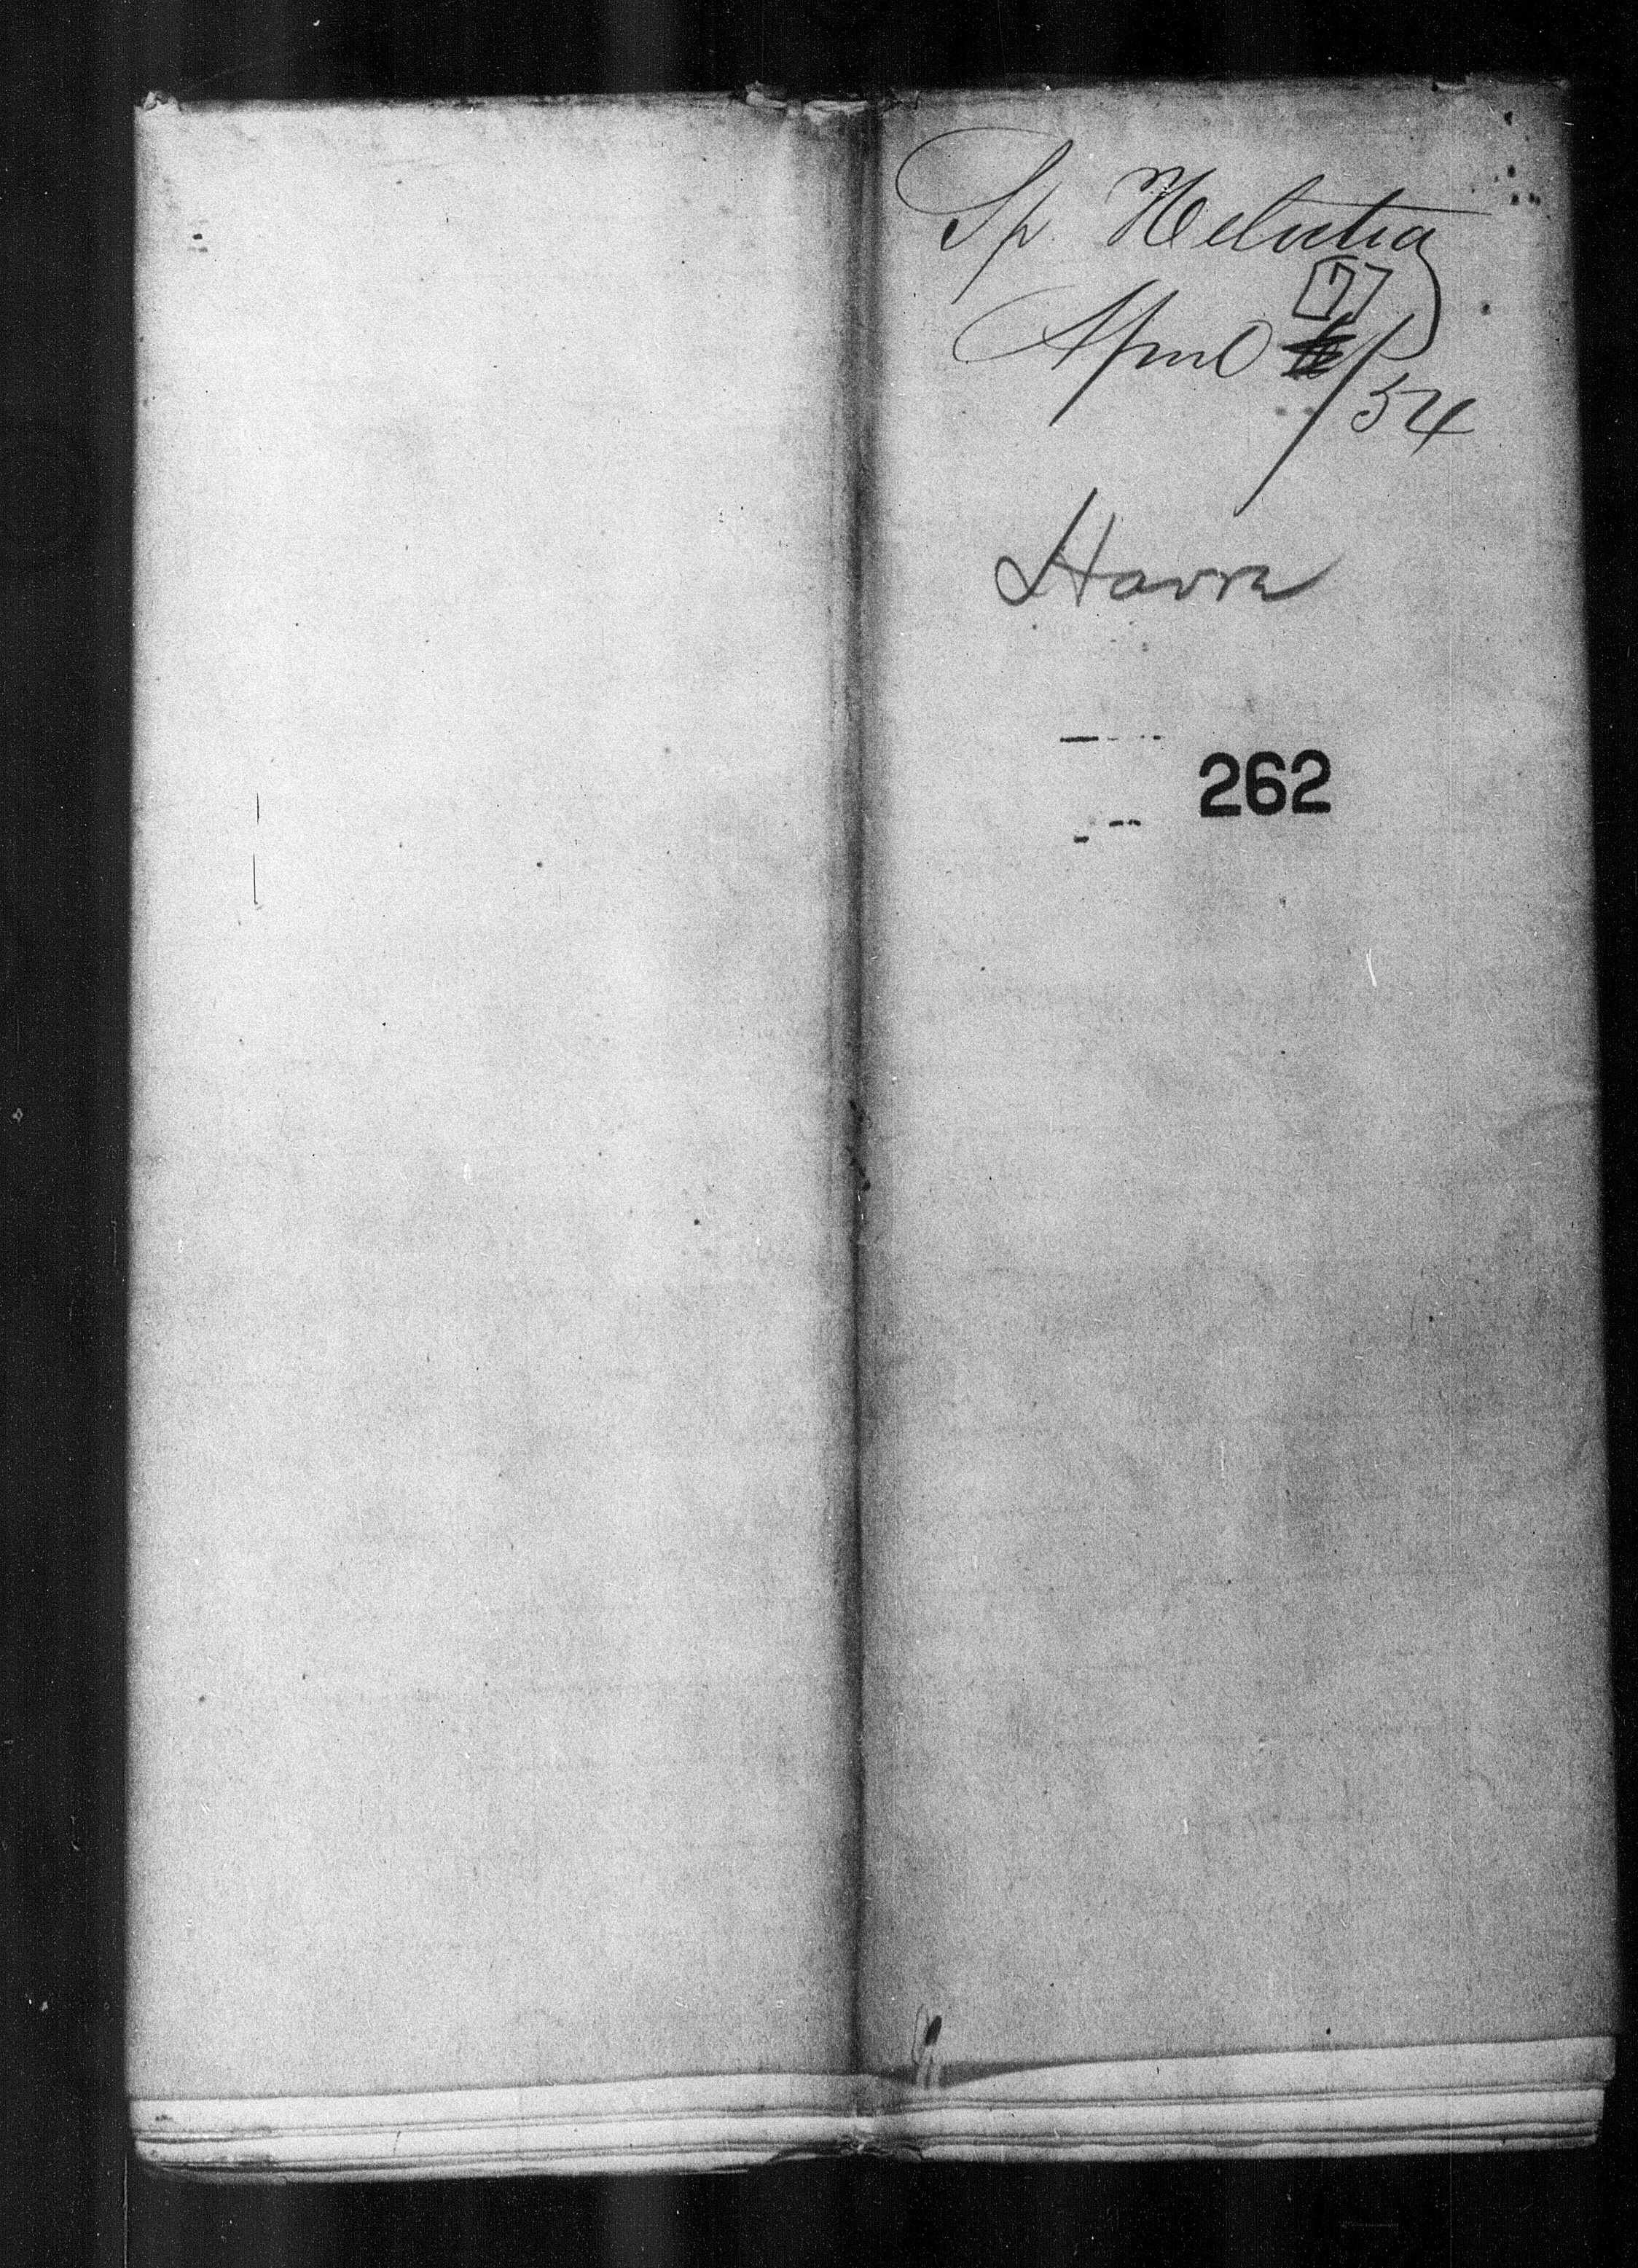 Sp. Helvetia
[7]
April /54
Havre
262